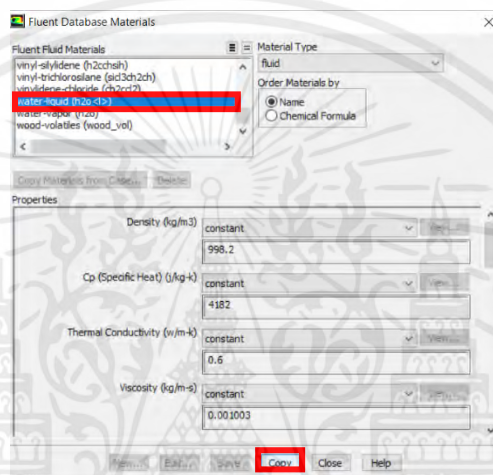 Fluent Database Materials
Fluent Fluid Materials
vinyl-silylidene (h2cchsih)
vinyl-trichlorosilane (sicl3ch2ch)
vinylidene-chloride (ch2ccl2)
water-liquid (h2o<l>)
water-vapor (h2o)
wood-volatiles (wood_vol)
Material Type
fluid
Order Materials by
Name
Chemical Formula
Copy Materials from Case... Delete
Properties
Density (kg/m3) constant View...
998.2
Cp (Specific Heat) (j/kg-k) constant View...
4182
Thermal Conductivity (w/m-k) constant View...
0.6
Viscosity (kg/m-s) constant View...
0.001003
New... Edit... Save Copy Close Help